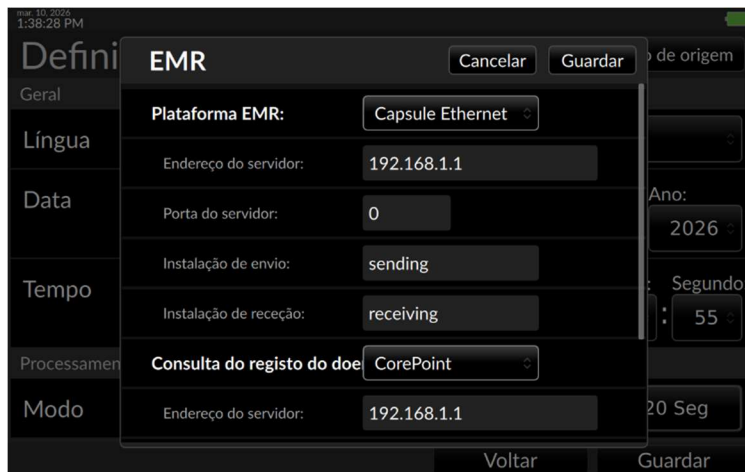 mar. 10, 2026
1:38:28 PM
Defini
o de origem
EMR
Cancelar
Guardar
Geral
Plataforma EMR:
Capsule Ethernet
Língua
Endereço do servidor:
192.168.1.1
Data
Ano:
Porta do servidor:
0
2026
Instalação de envio:
sending
Tempo
:
Segundo
Instalação de receção:
receiving
:
55
Processamen
Consulta do registo do doe
CorePoint
Modo
Endereço do servidor:
192.168.1.1
20 Seg
Voltar
Guardar